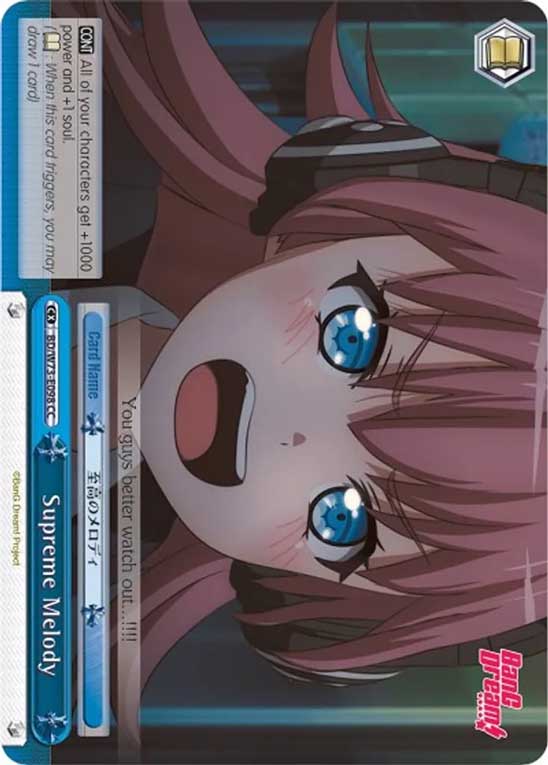 CONT All of your characters get +1000
power and +1 soul.
( : When this card triggers, you may
draw 1 card)
CX BD/W73-E028 CC
Card Name
至高のメロディ
Supreme Melody
You guys better watch out...!!!!
©BanG Dream! Project
BanG
Dream!